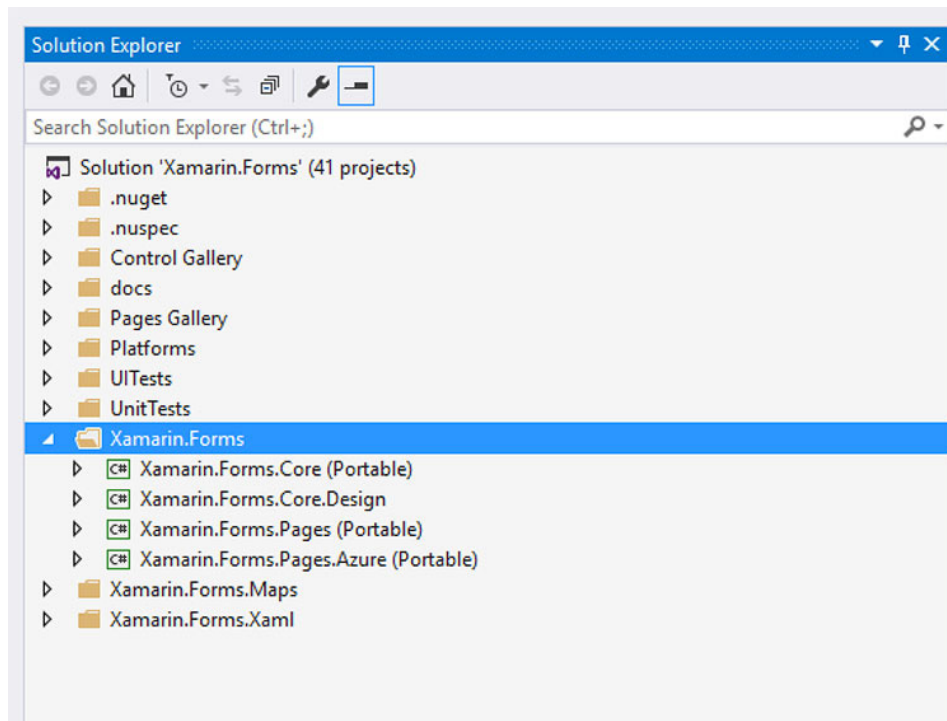 Solution Explorer
Search Solution Explorer (Ctrl+;)
Solution 'Xamarin.Forms' (41 projects)
.nuget
.nuspec
Control Gallery
docs
Pages Gallery
Platforms
UITests
UnitTests
Xamarin.Forms
C# Xamarin.Forms.Core (Portable)
C# Xamarin.Forms.Core.Design
C# Xamarin.Forms.Pages (Portable)
C# Xamarin.Forms.Pages.Azure (Portable)
Xamarin.Forms.Maps
Xamarin.Forms.Xaml